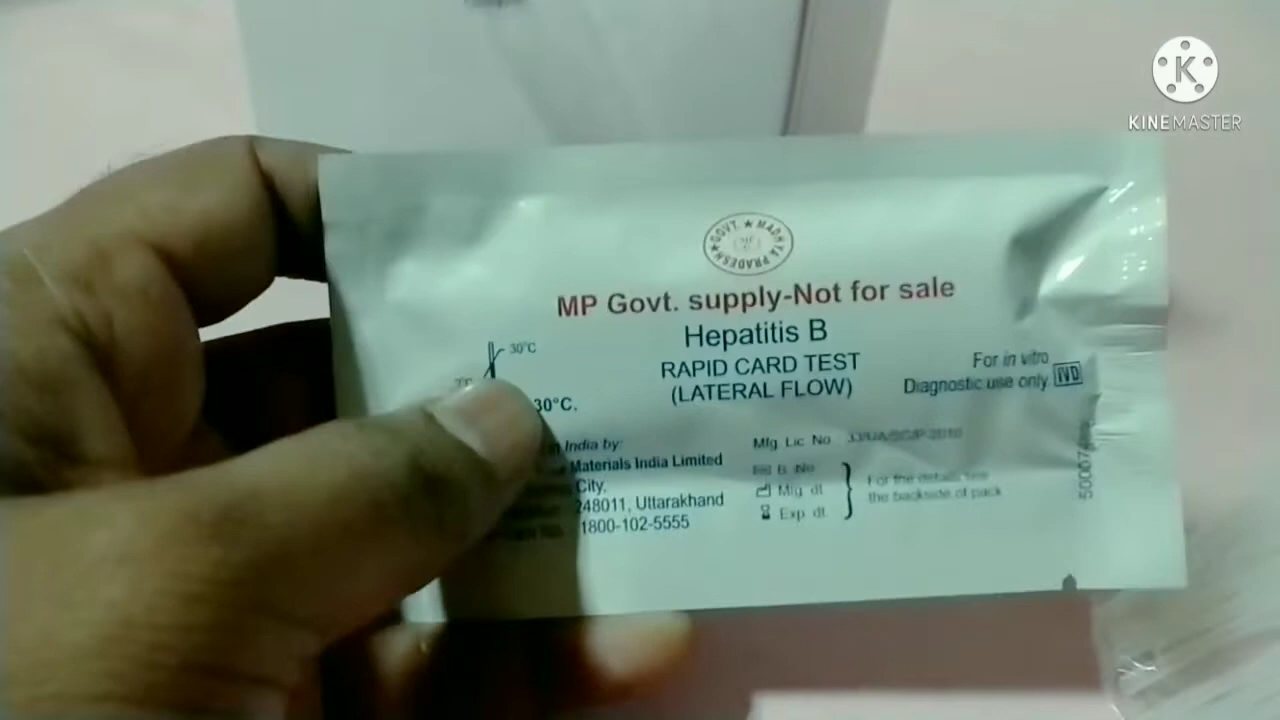 K
KINEMASTER
GOVT. ★ MADHYA PRADESH ★
MP Govt. supply-Not for sale
Hepatitis B
RAPID CARD TEST
(LATERAL FLOW)
30°C
30°C.
For in vitro
Diagnostic use only IVD
India by:
Materials India Limited
City,
248011, Uttarakhand
1800-102-5555
Mfg. Lic. No.
B. No.
Mfg. dt.
Exp. dt.
For the details see
the backside of pack